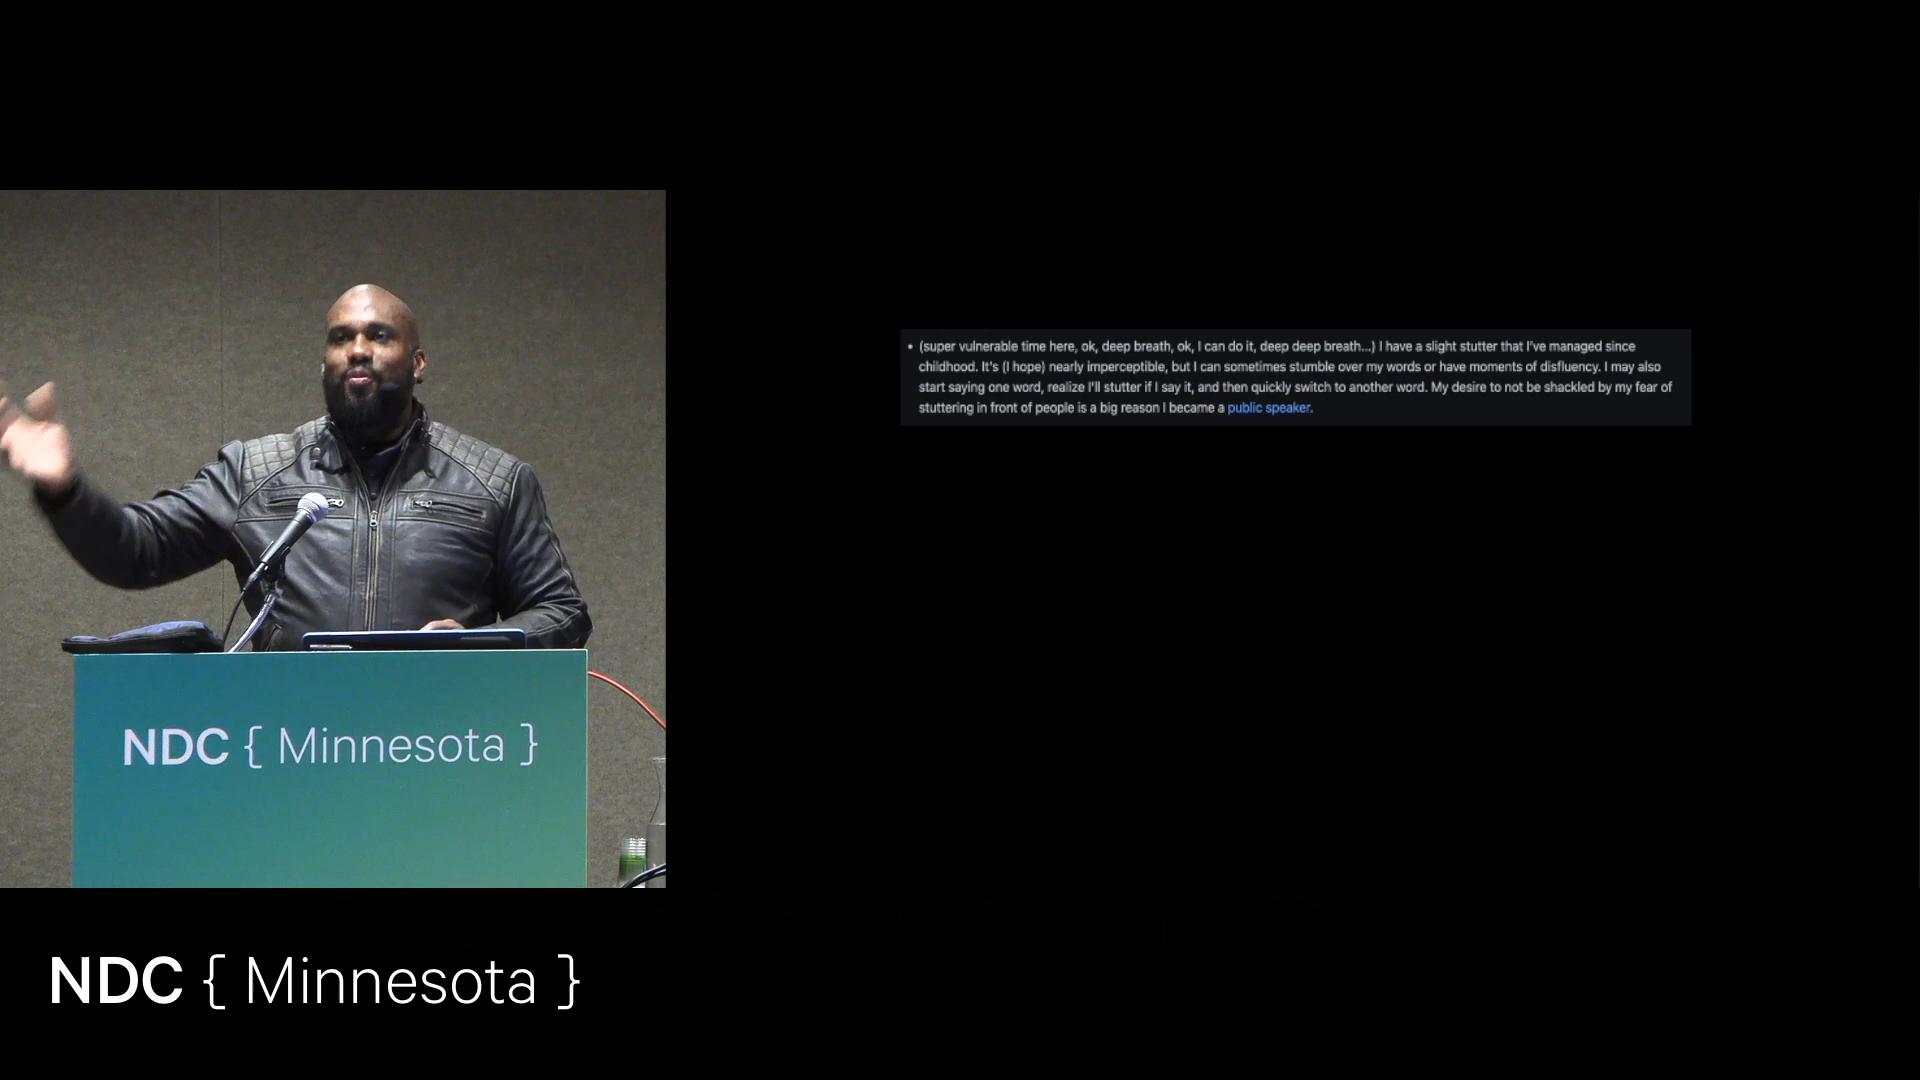 • (super vulnerable time here, ok, deep breath, ok, I can do it, deep deep breath...) I have a slight stutter that I've managed since
childhood. It's (I hope) nearly imperceptible, but I can sometimes stumble over my words or have moments of disfluency. I may also
start saying one word, realize I'll stutter if I say it, and then quickly switch to another word. My desire to not be shackled by my fear of
stuttering in front of people is a big reason I became a public speaker.
NDC { Minnesota }
NDC { Minnesota }